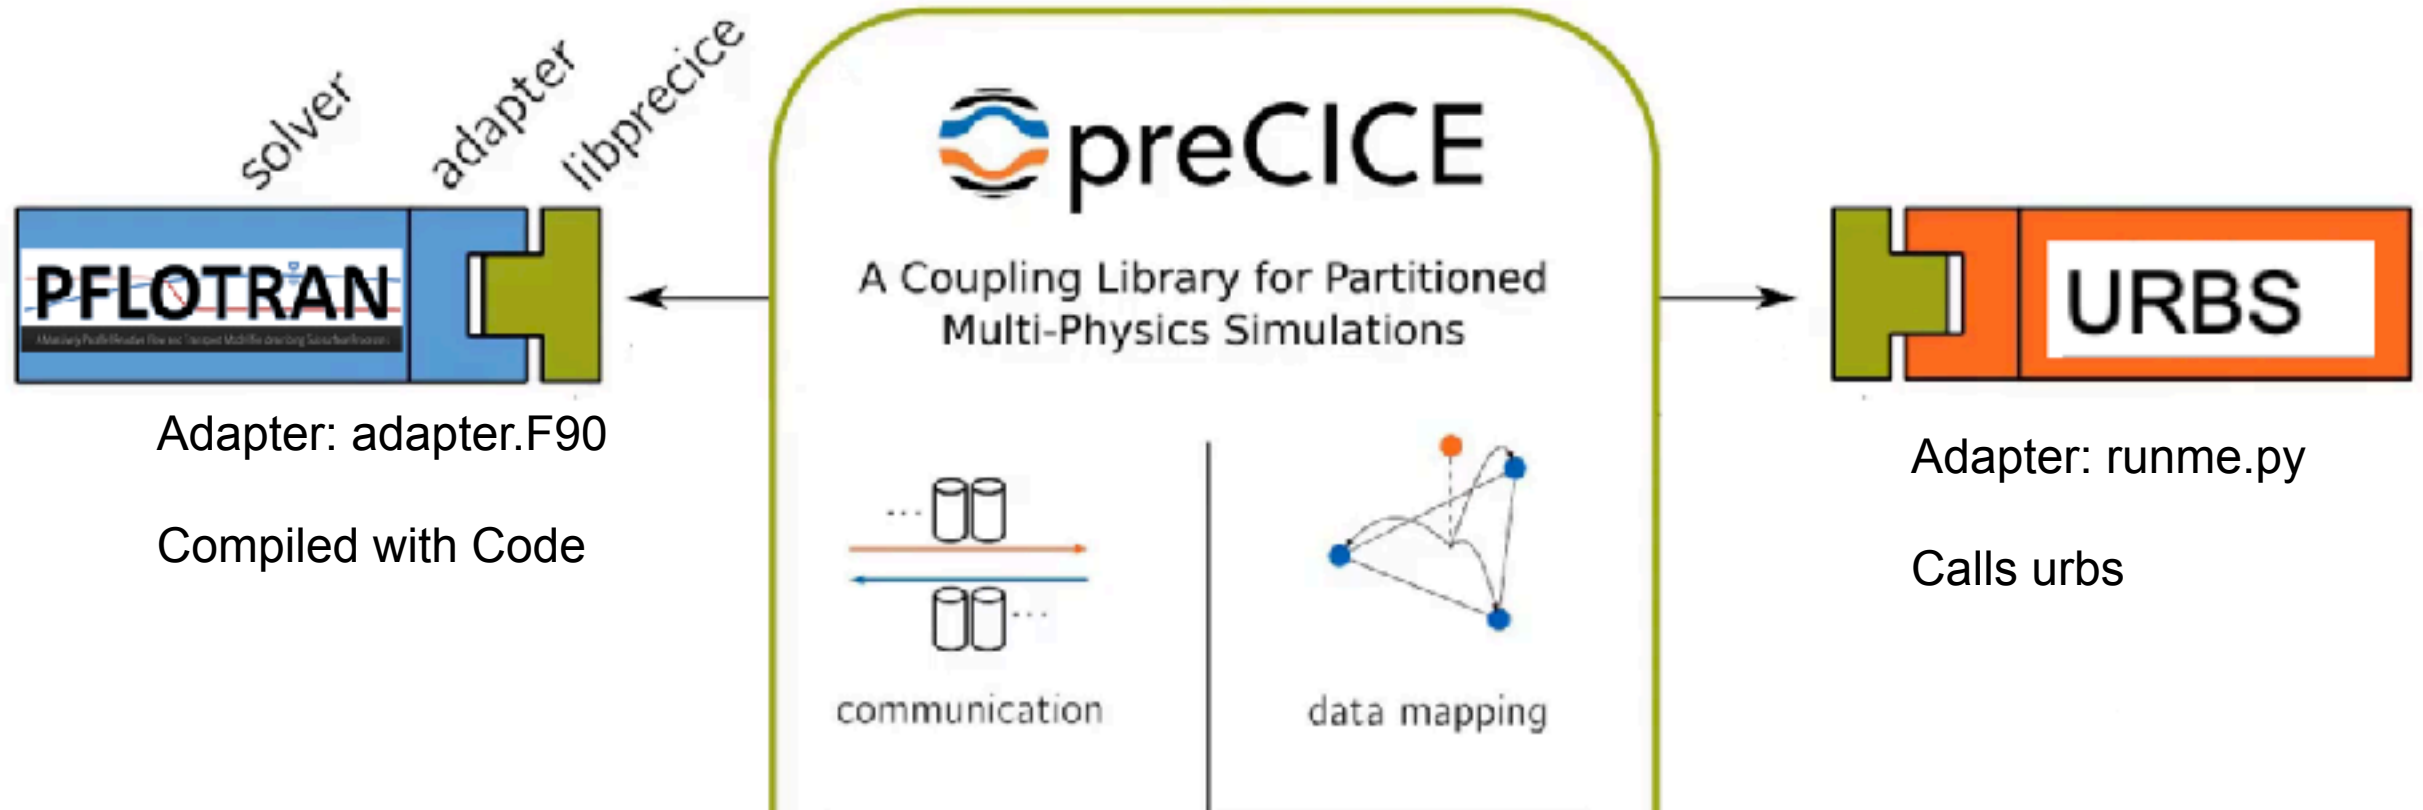 solver
adapter
libprecice
PFLOTRAN
Adapter: adapter.F90
Compiled with Code
preCICE
A Coupling Library for Partitioned
Multi-Physics Simulations
communication
data mapping
URBS
Adapter: runme.py
Calls urbs